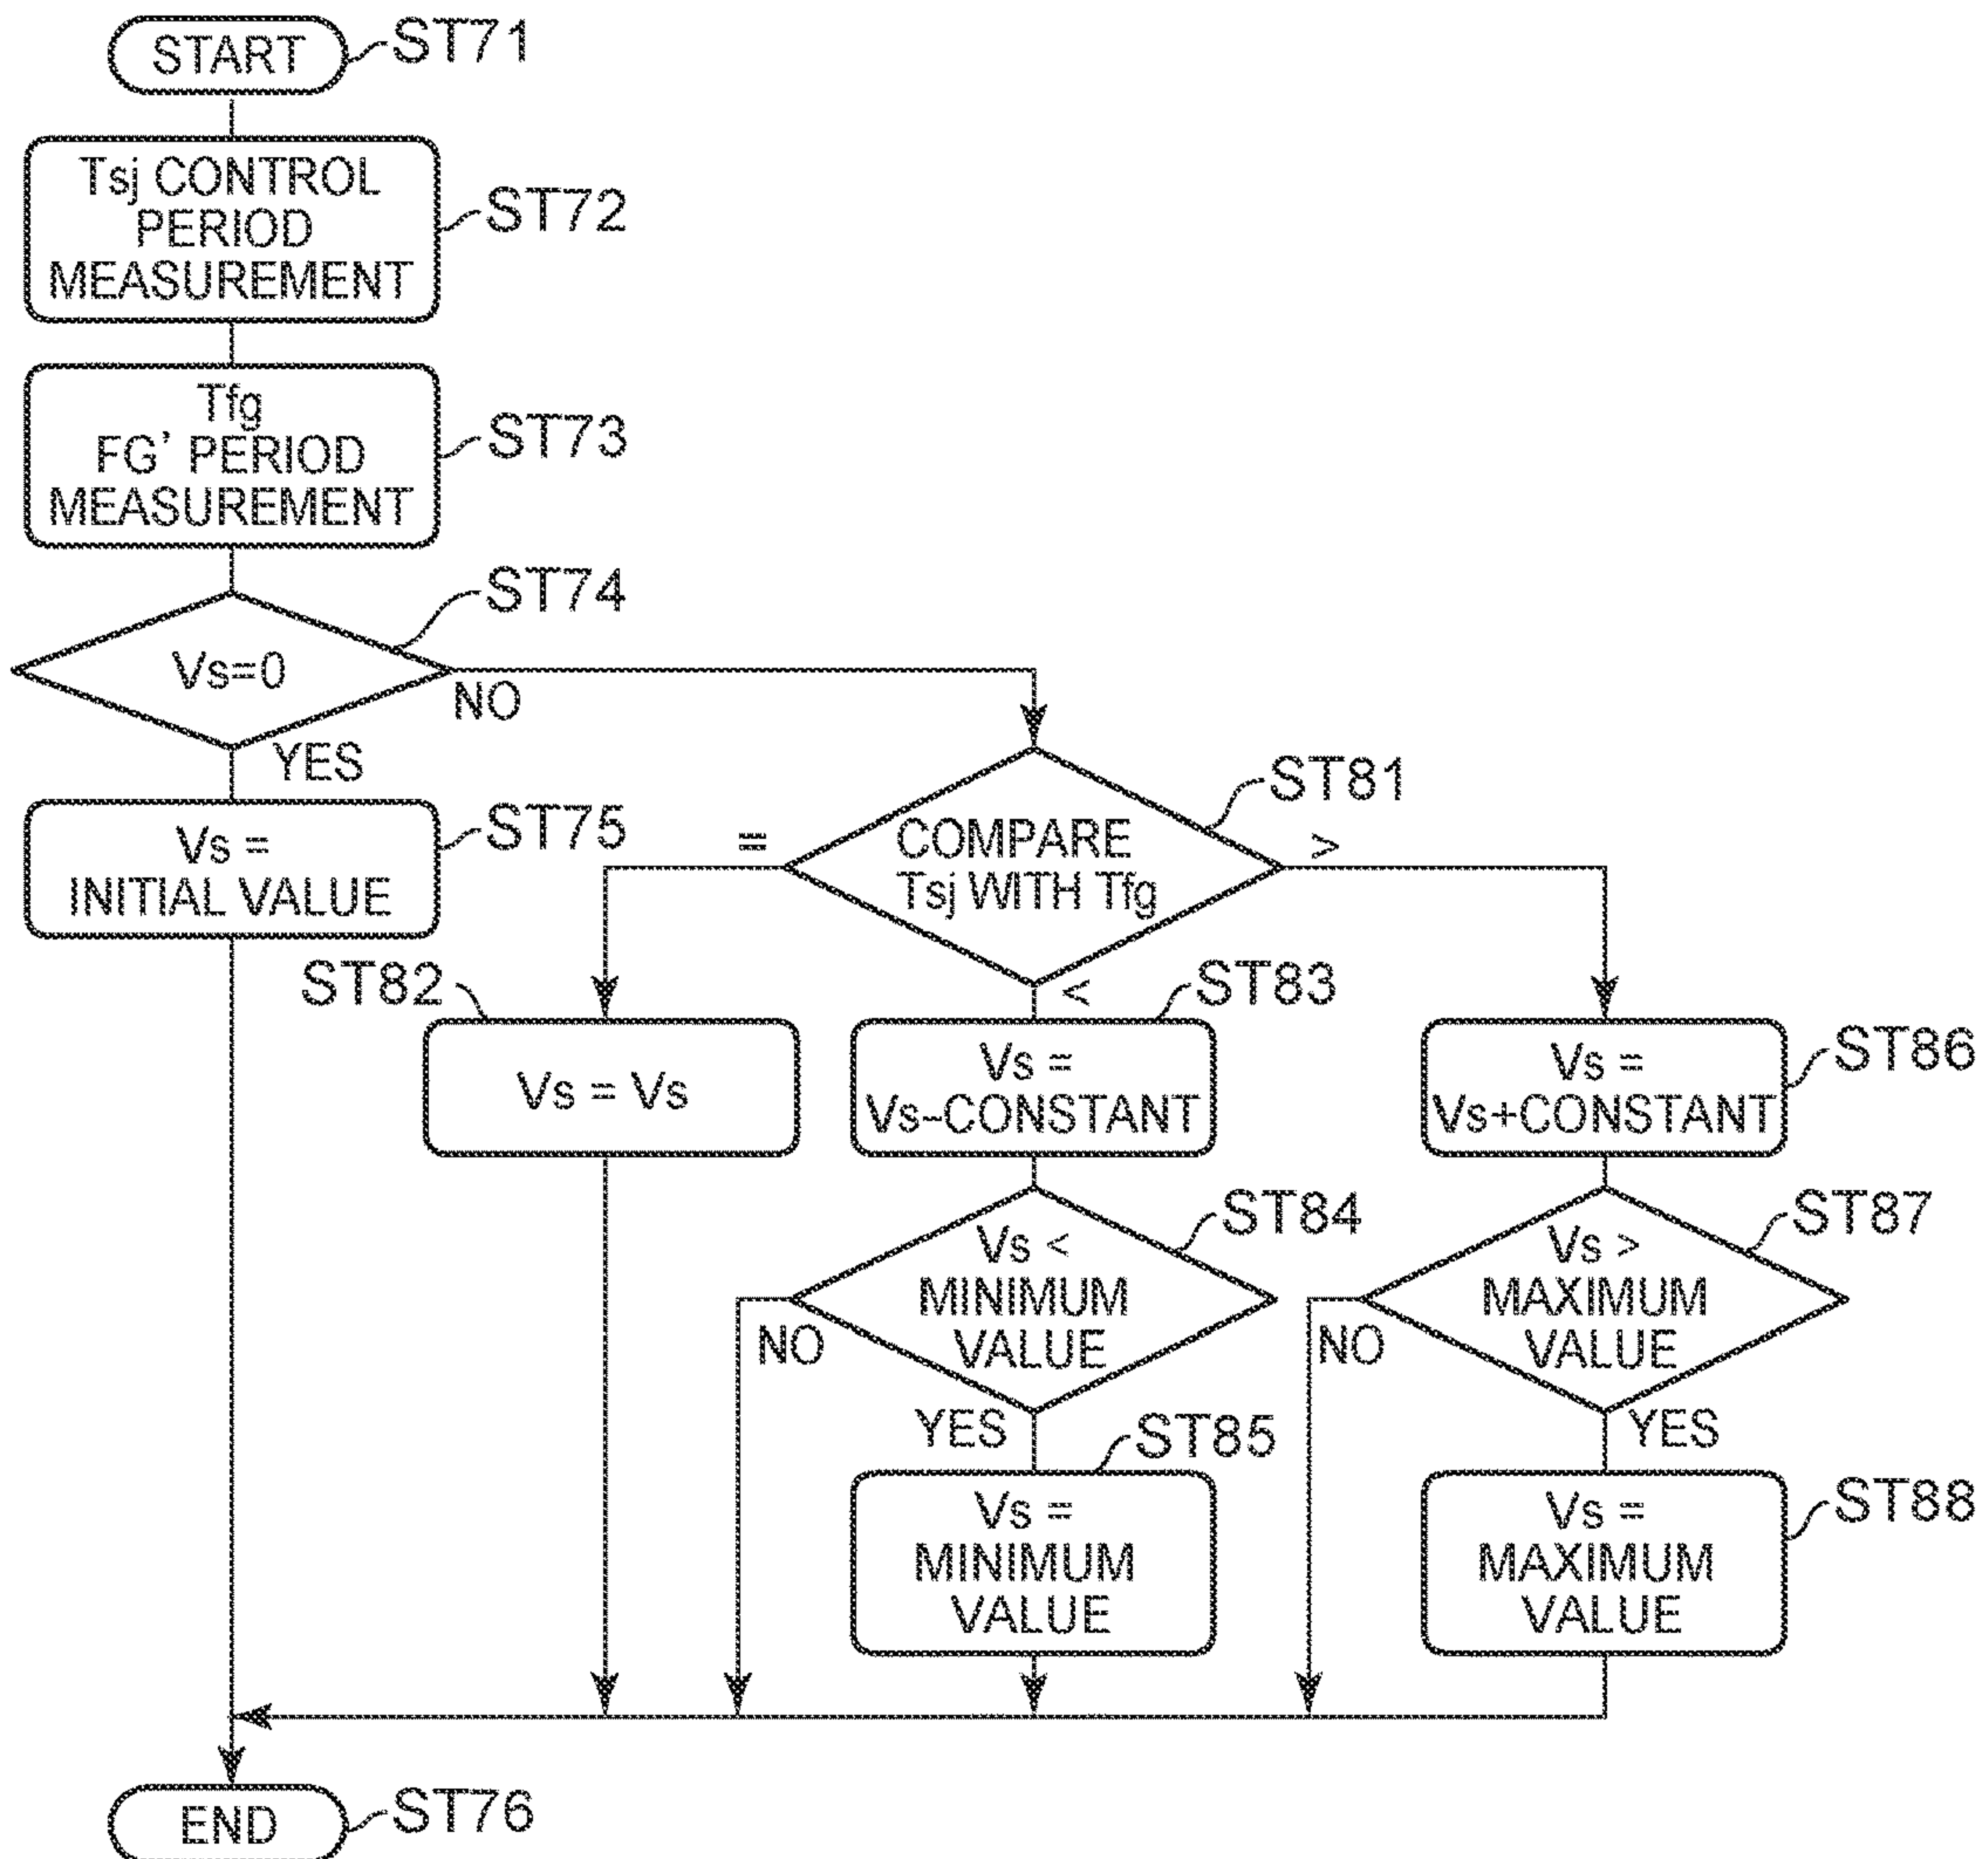 START
ST71
Tsj CONTROL
PERIOD
MEASUREMENT
ST72
Tfg
FG' PERIOD
MEASUREMENT
ST73
ST74
Vs=0
NO
YES
Vs =
INITIAL VALUE
ST75
ST81
COMPARE
Tsj WITH Tfg
=
>
<
ST82
Vs = Vs
ST83
Vs =
Vs-CONSTANT
ST86
Vs =
Vs+CONSTANT
ST84
Vs <
MINIMUM
VALUE
NO
YES
ST87
Vs >
MAXIMUM
VALUE
NO
YES
ST85
Vs =
MINIMUM
VALUE
ST88
Vs =
MAXIMUM
VALUE
END
ST76